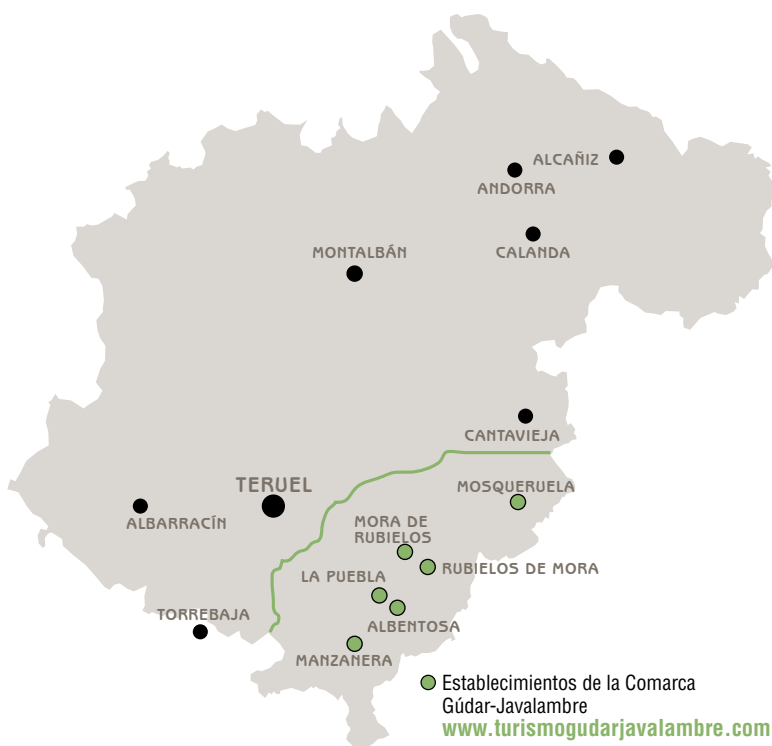 ALCAÑIZ
ANDORRA
MONTALBÁN
CALANDA
CANTAVIEJA
TERUEL
MOSQUERUELA
ALBARRACÍN
MORA DE
RUBIELOS
RUBIELOS DE MORA
LA PUEBLA
TORREBAJA
ALBENTOSA
MANZANERA
Establecimientos de la Comarca
Gúdar-Javalambre
www.turismogudarjavalambre.com